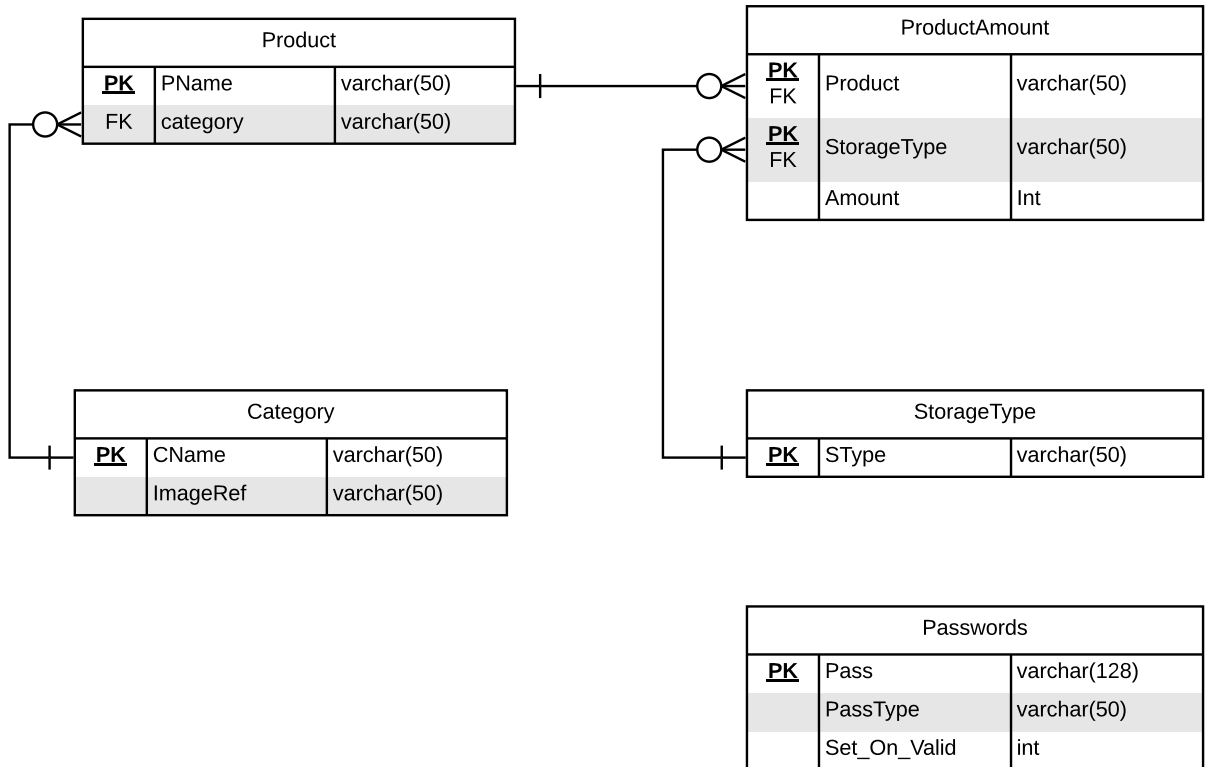 Product
PK PName varchar(50)
FK category varchar(50)
ProductAmount
PK
FK Product varchar(50)
PK
FK StorageType varchar(50)
Amount Int
Category
PK CName varchar(50)
ImageRef varchar(50)
StorageType
PK SType varchar(50)
Passwords
PK Pass varchar(128)
PassType varchar(50)
Set_On_Valid int